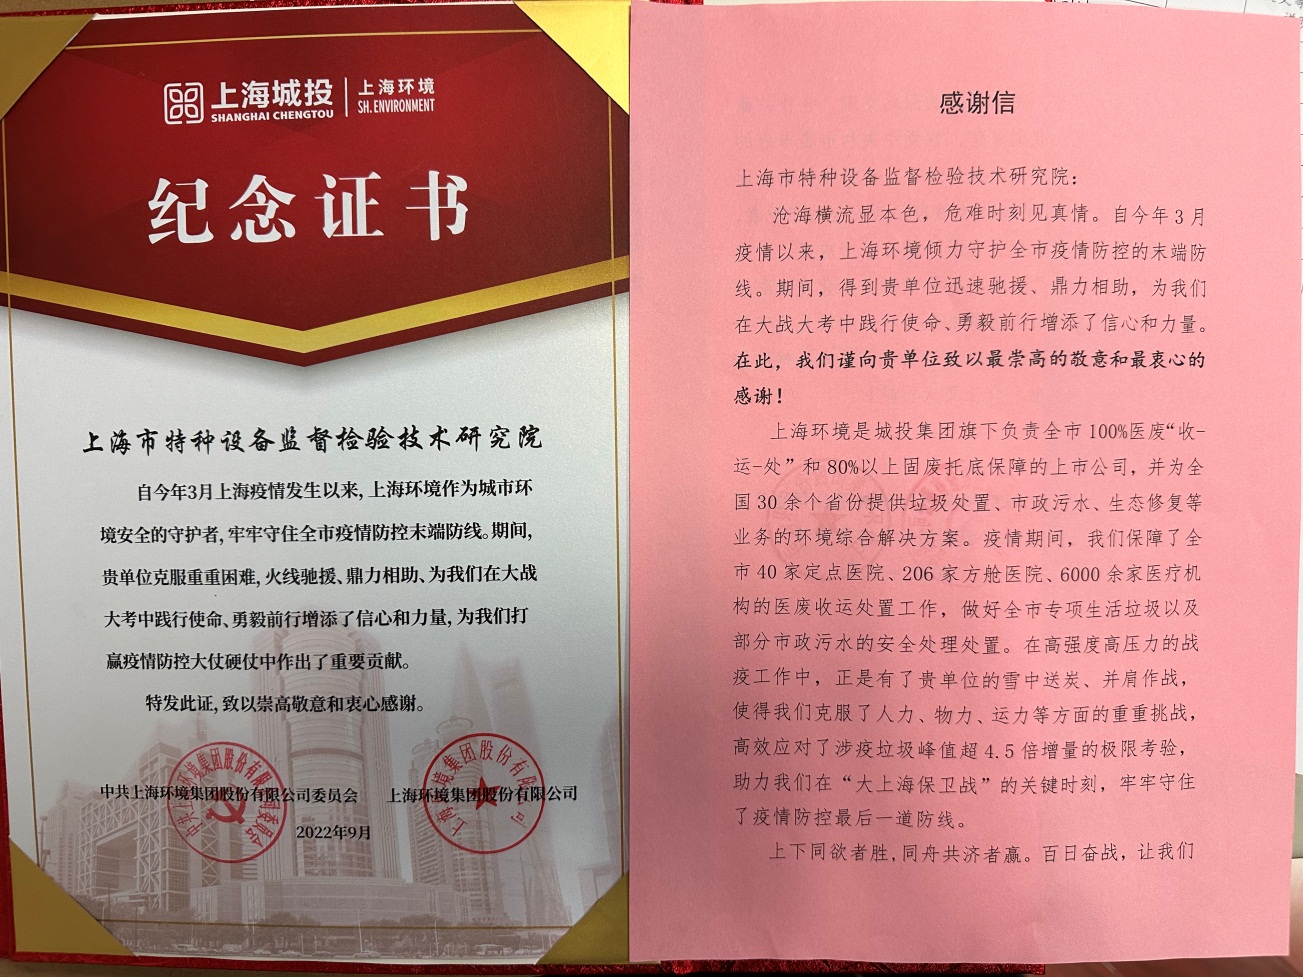 上海城投
SHANGHAI CHENGTOU
上海环境
SH.ENVIRONMENT
纪念证书
上海市特种设备监督检验技术研究院
自今年3月上海疫情发生以来,上海环境作为城市环
境安全的守护者,牢牢守住全市疫情防控末端防线。期间,
贵单位克服重重困难,火线驰援、鼎力相助、为我们在大战
大考中践行使命、勇毅前行增添了信心和力量,为我们打
赢疫情防控大仗硬仗中作出了重要贡献。
特发此证,致以崇高敬意和衷心感谢。
中共上海环境集团股份有限公司委员会
上海环境集团股份有限公司
2022年9月
感谢信
上海市特种设备监督检验技术研究院：
沧海横流显本色，危难时刻见真情。自今年3月
疫情以来，上海环境倾力守护全市疫情防控的末端防
线。期间，得到贵单位迅速驰援、鼎力相助，为我们
在大战大考中践行使命、勇毅前行增添了信心和力量。
在此，我们谨向贵单位致以最崇高的敬意和最衷心的
感谢！
上海环境是城投集团旗下负责全市100%医废“收-
运-处”和80%以上固废托底保障的上市公司，并为全
国30余个省份提供垃圾处置、市政污水、生态修复等
业务的环境综合解决方案。疫情期间，我们保障了全
市40家定点医院、206家方舱医院、6000余家医疗机
构的医废收运处置工作，做好全市专项生活垃圾以及
部分市政污水的安全处理处置。在高强度高压力的战
疫工作中，正是有了贵单位的雪中送炭、并肩作战，
使得我们克服了人力、物力、运力等方面的重重挑战，
高效应对了涉疫垃圾峰值超4.5倍增量的极限考验，
助力我们在“大上海保卫战”的关键时刻，牢牢守住
了疫情防控最后一道防线。
上下同欲者胜,同舟共济者赢。百日奋战，让我们